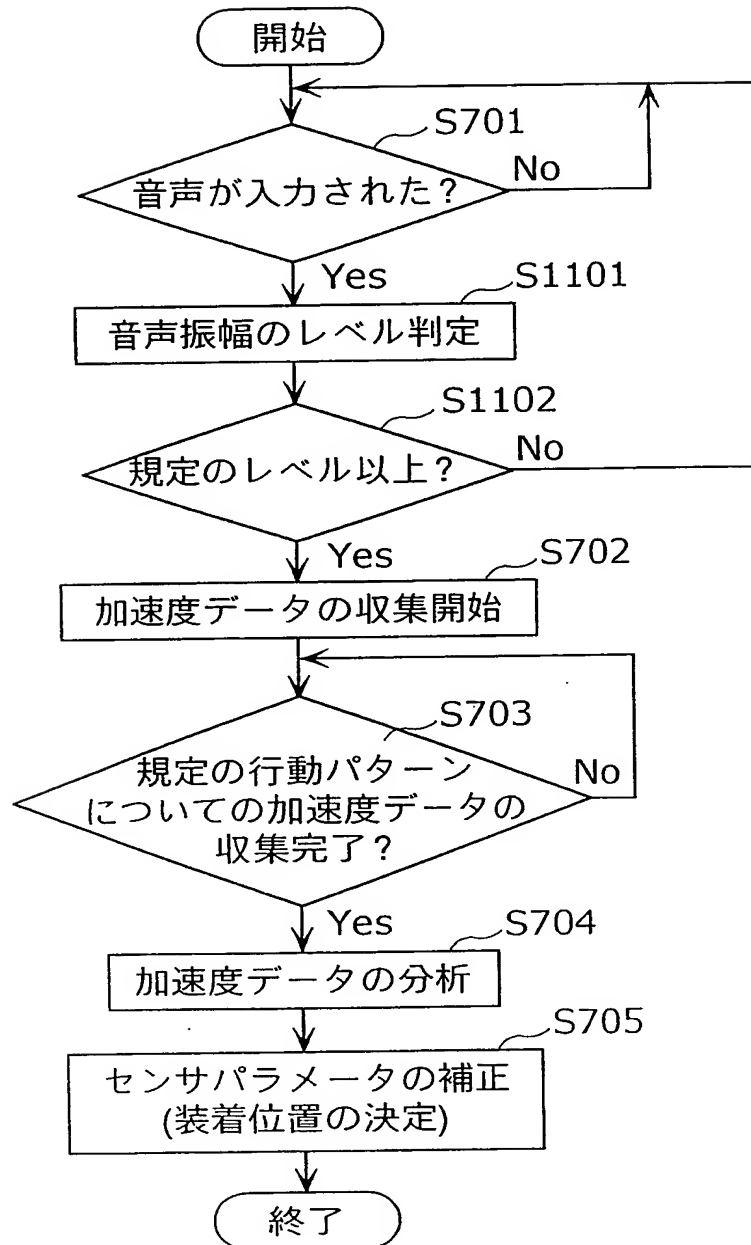 開始
S701
音声が入力された?
No
Yes
S1101
音声振幅のレベル判定
S1102
規定のレベル以上?
No
Yes
S702
加速度データの収集開始
S703
規定の行動パターン
についての加速度データの
収集完了?
No
Yes
S704
加速度データの分析
S705
センサパラメータの補正
(装着位置の決定)
終了